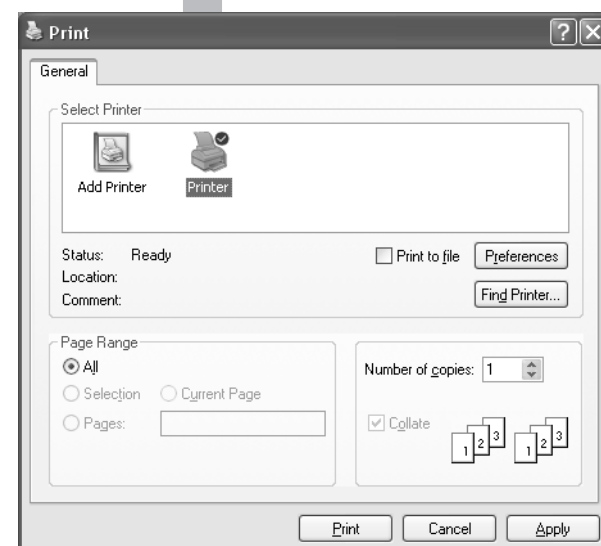 Print
General
Select Printer
Add Printer
Printer
Status: Ready
Print to file
Preferences
Location:
Comment:
Find Printer...
Page Range
All
Selection
Current Page
Pages:
Number of copies: 1
Collate
1 2 3 1 2 3
Print Cancel Apply